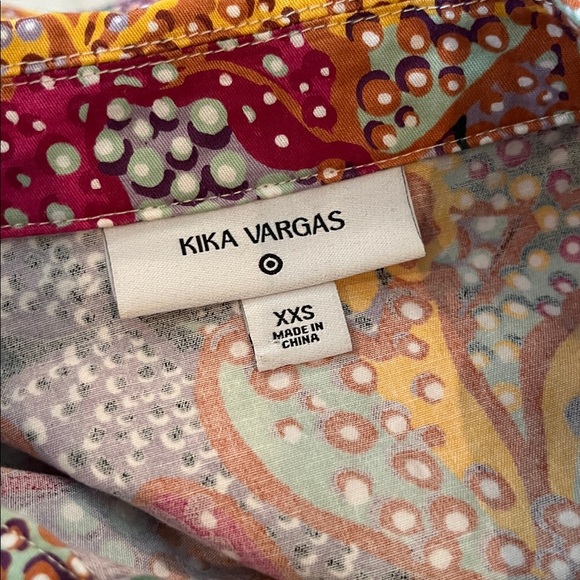 KIKA VARGAS
XXS
MADE IN
CHINA